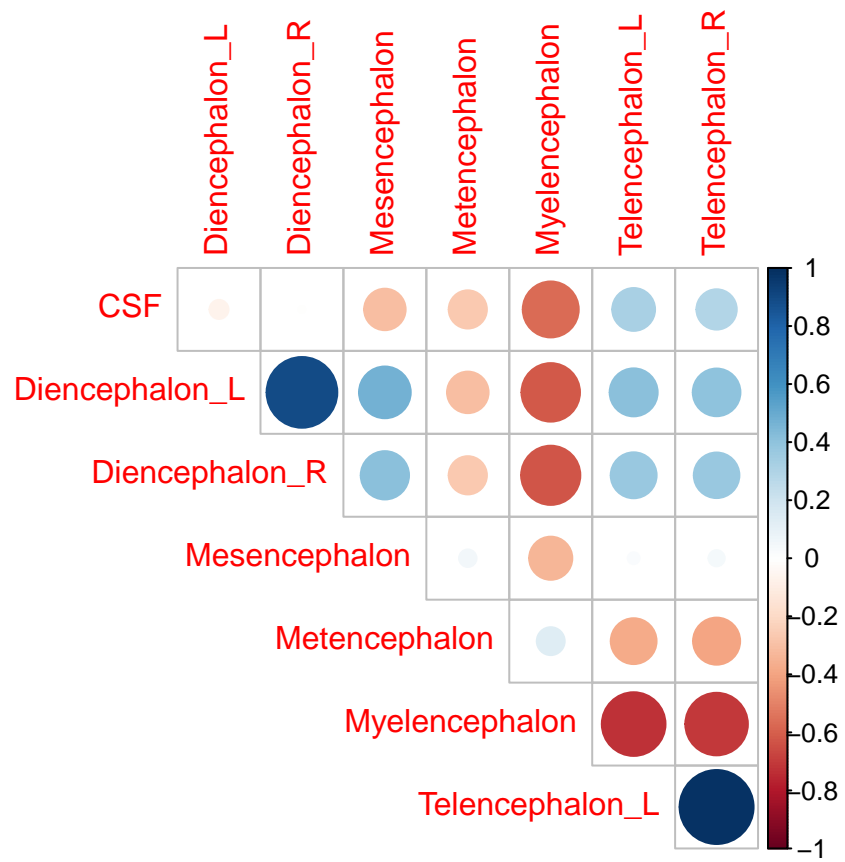 Diencephalon_L
Diencephalon_R
Mesencephalon
Metencephalon
Myelencephalon
Telencephalon_L
Telencephalon_R
CSF
Diencephalon_L
Diencephalon_R
Mesencephalon
Metencephalon
Myelencephalon
Telencephalon_L
1
0.8
0.6
0.4
0.2
0
−0.2
−0.4
−0.6
−0.8
−1